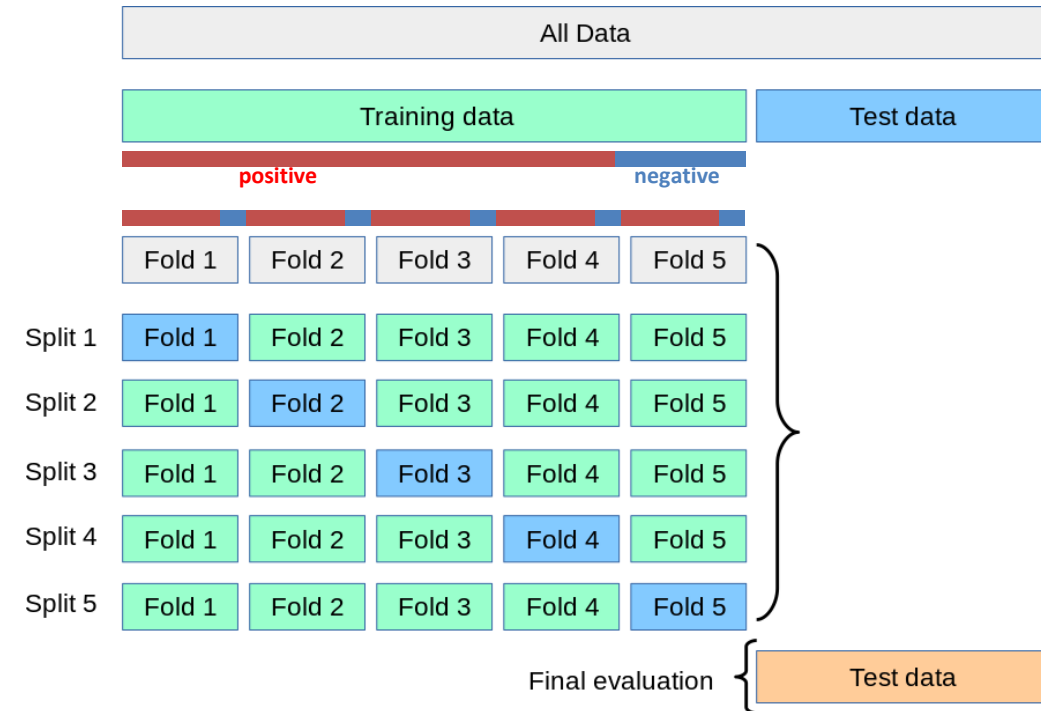 All Data
Training data Test data
positive negative
Fold 1 Fold 2 Fold 3 Fold 4 Fold 5
Split 1 Fold 1 Fold 2 Fold 3 Fold 4 Fold 5
Split 2 Fold 1 Fold 2 Fold 3 Fold 4 Fold 5
Split 3 Fold 1 Fold 2 Fold 3 Fold 4 Fold 5
Split 4 Fold 1 Fold 2 Fold 3 Fold 4 Fold 5
Split 5 Fold 1 Fold 2 Fold 3 Fold 4 Fold 5
Final evaluation Test data